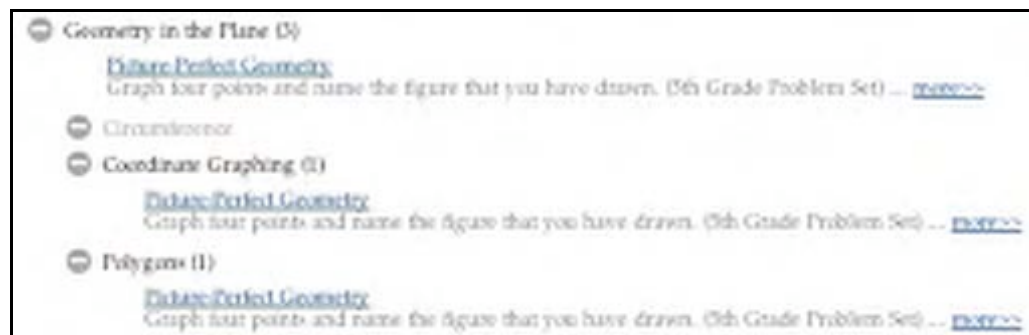 Geometry in the Plane (3)
Picture-Perfect Geometry
Graph four points and name the figure that you have drawn. (5th Grade Problem Set) ... more>>
Circumference
Coordinate Graphing (1)
Picture-Perfect Geometry
Graph four points and name the figure that you have drawn. (5th Grade Problem Set) ... more>>
Polygons (1)
Picture-Perfect Geometry
Graph four points and name the figure that you have drawn. (5th Grade Problem Set) ... more>>